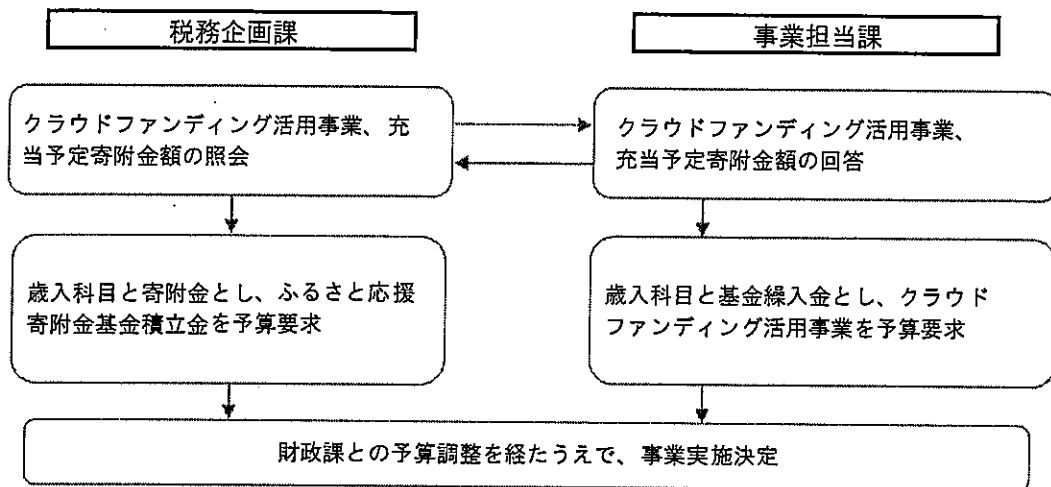 税務企画課
事業担当課
クラウドファンディング活用事業、充
当予定寄附金額の照会
クラウドファンディング活用事業、
充当予定寄附金額の回答
歳入科目と寄附金とし、ふるさと応援
寄附金基金積立金を予算要求
歳入科目と基金繰入金とし、クラウド
ファンディング活用事業を予算要求
財政課との予算調整を経たうえで、事業実施決定